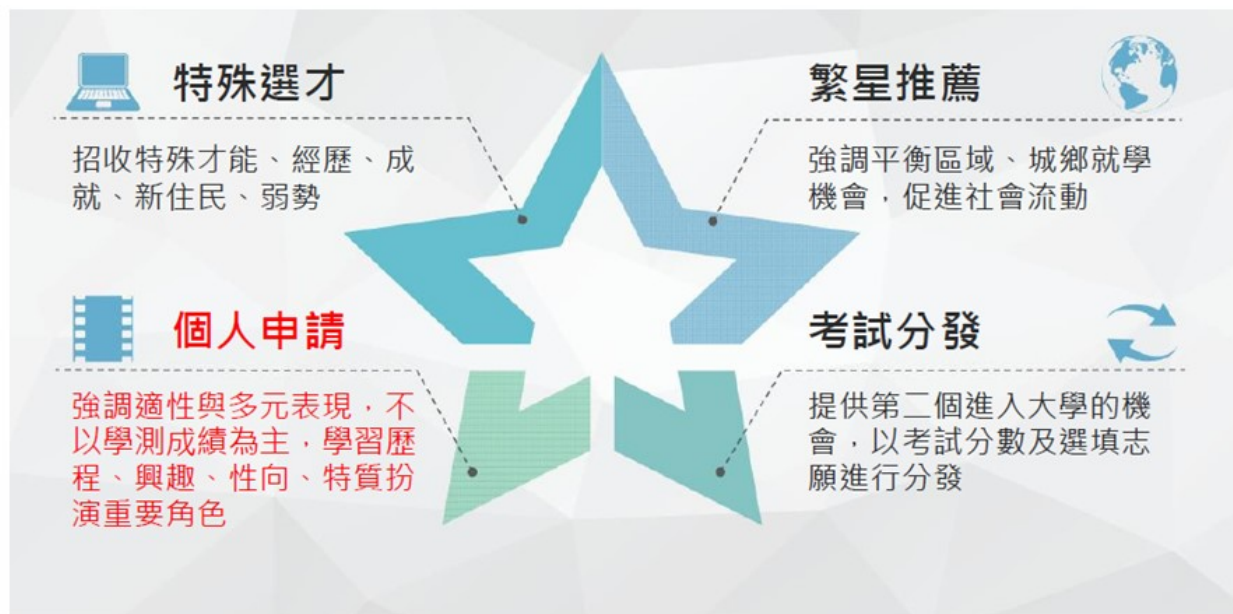 特殊選才
招收特殊才能、經歷、成
就、新住民、弱勢
繁星推薦
強調平衡區域、城鄉就學
機會，促進社會流動
個人申請
強調適性與多元表現，不
以學測成績為主，學習歷
程、興趣、性向、特質扮
演重要角色
考試分發
提供第二個進入大學的機
會，以考試分數及選填志
願進行分發